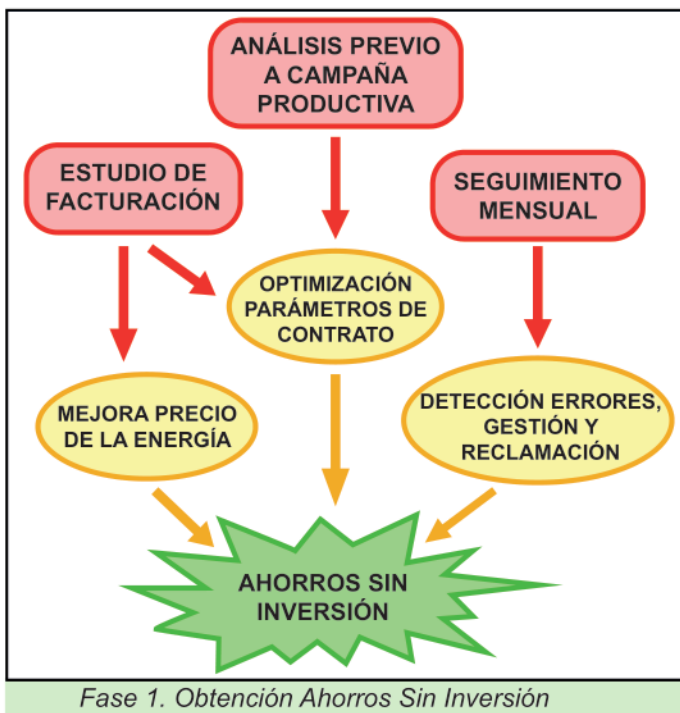 ANÁLISIS PREVIO
A CAMPAÑA
PRODUCTIVA
ESTUDIO DE
FACTURACIÓN
SEGUIMIENTO
MENSUAL
OPTIMIZACIÓN
PARÁMETROS DE
CONTRATO
MEJORA PRECIO
DE LA ENERGÍA
DETECCIÓN ERRORES,
GESTIÓN Y
RECLAMACIÓN
AHORROS SIN
INVERSIÓN
Fase 1. Obtención Ahorros Sin Inversión